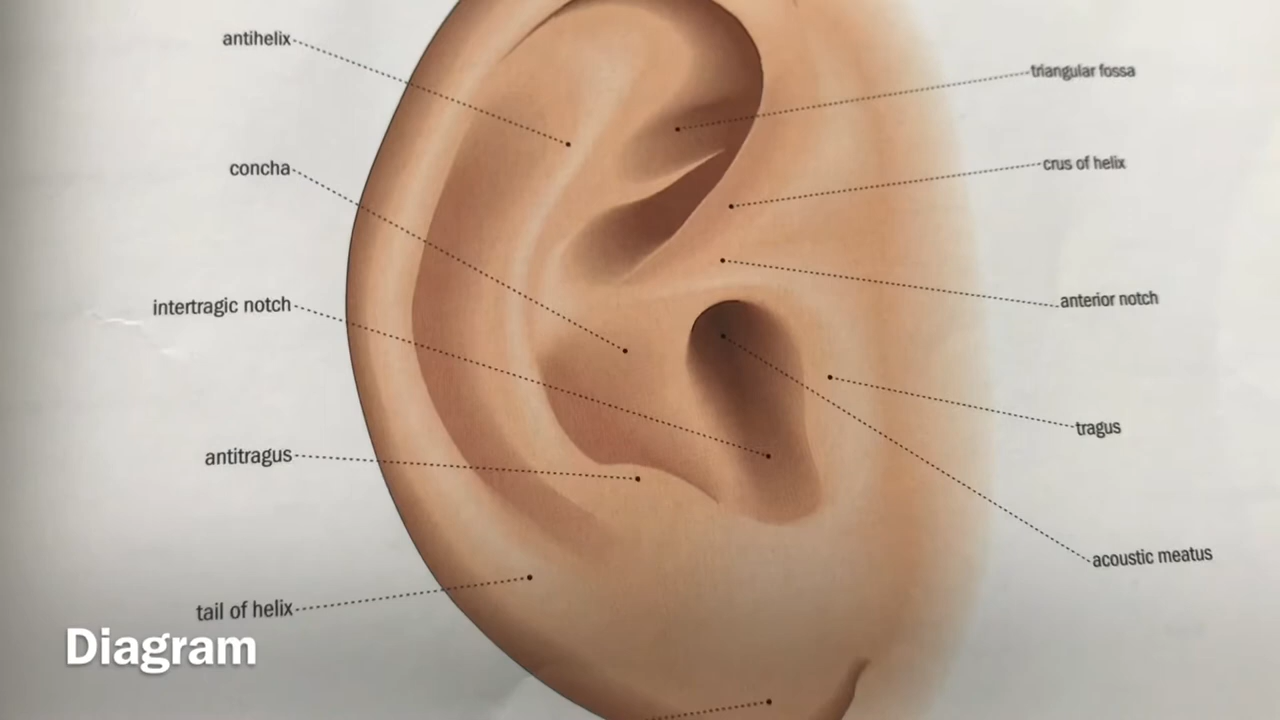 antihelix
triangular fossa
crus of helix
concha
anterior notch
intertragic notch
tragus
antitragus
acoustic meatus
tail of helix
Diagram